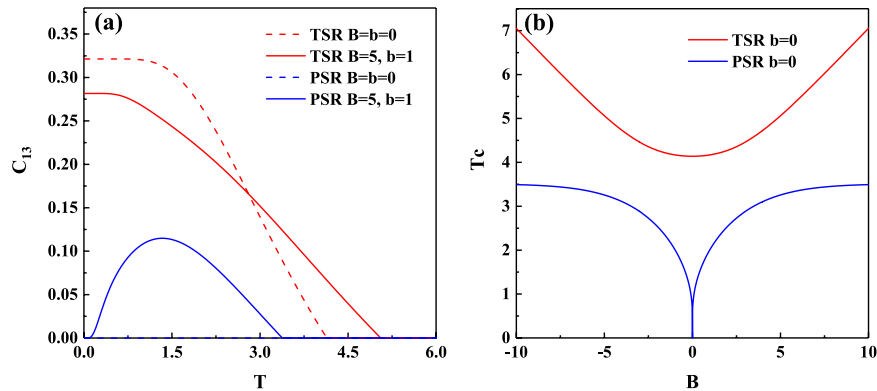 (a)
TSR B=b=0
TSR B=5, b=1
PSR B=b=0
PSR B=5, b=1
0.35
0.30
0.25
0.20
0.15
0.10
0.05
0.00
C13
0.0
1.5
3.0
4.5
6.0
T
(b)
TSR b=0
PSR b=0
7
6
5
4
3
2
1
0
Tc
-10
-5
0
5
10
B